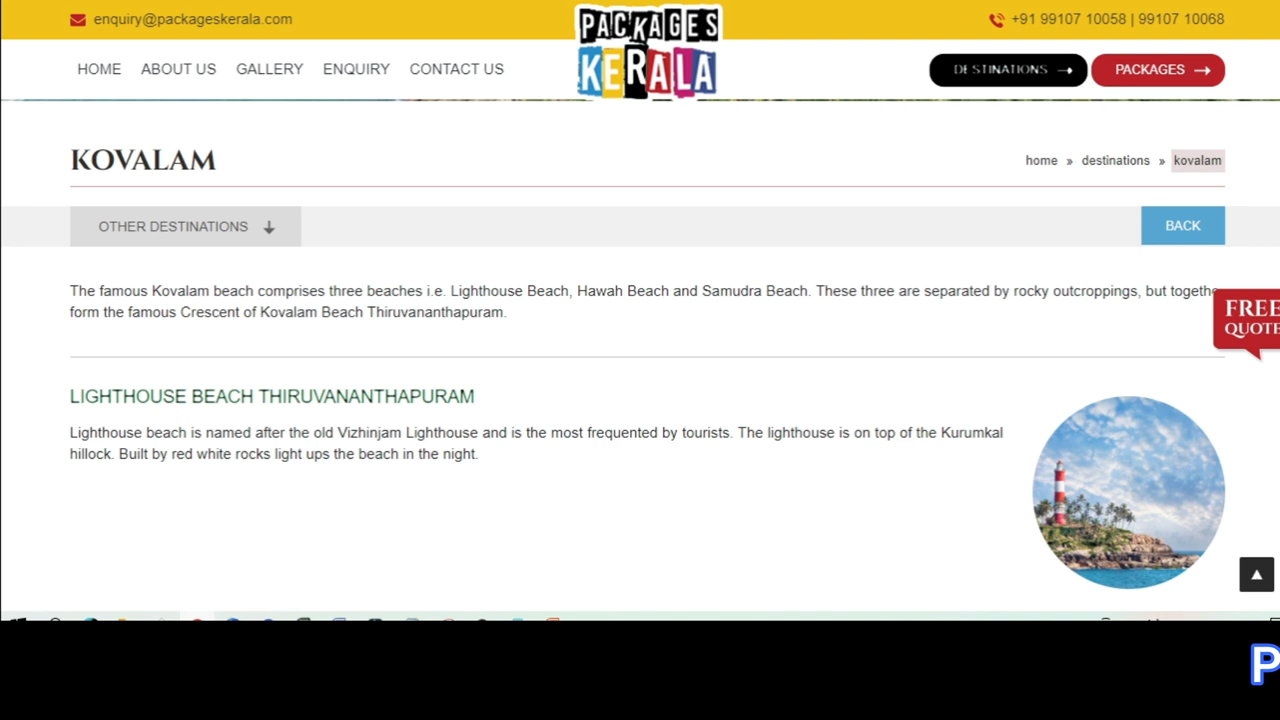 enquiry@packageskerala.com
PACKAGES
KERALA
+91 99107 10058 | 99107 10068
HOME ABOUT US GALLERY ENQUIRY CONTACT US
DESTINATIONS
PACKAGES
KOVALAM
home » destinations » kovalam
OTHER DESTINATIONS
BACK
The famous Kovalam beach comprises three beaches i.e. Lighthouse Beach, Hawah Beach and Samudra Beach. These three are separated by rocky outcroppings, but togethe
form the famous Crescent of Kovalam Beach Thiruvananthapuram.
FREE
QUOTE
LIGHTHOUSE BEACH THIRUVANANTHAPURAM
Lighthouse beach is named after the old Vizhinjam Lighthouse and is the most frequented by tourists. The lighthouse is on top of the Kurumkal
hillock. Built by red white rocks light ups the beach in the night.
P